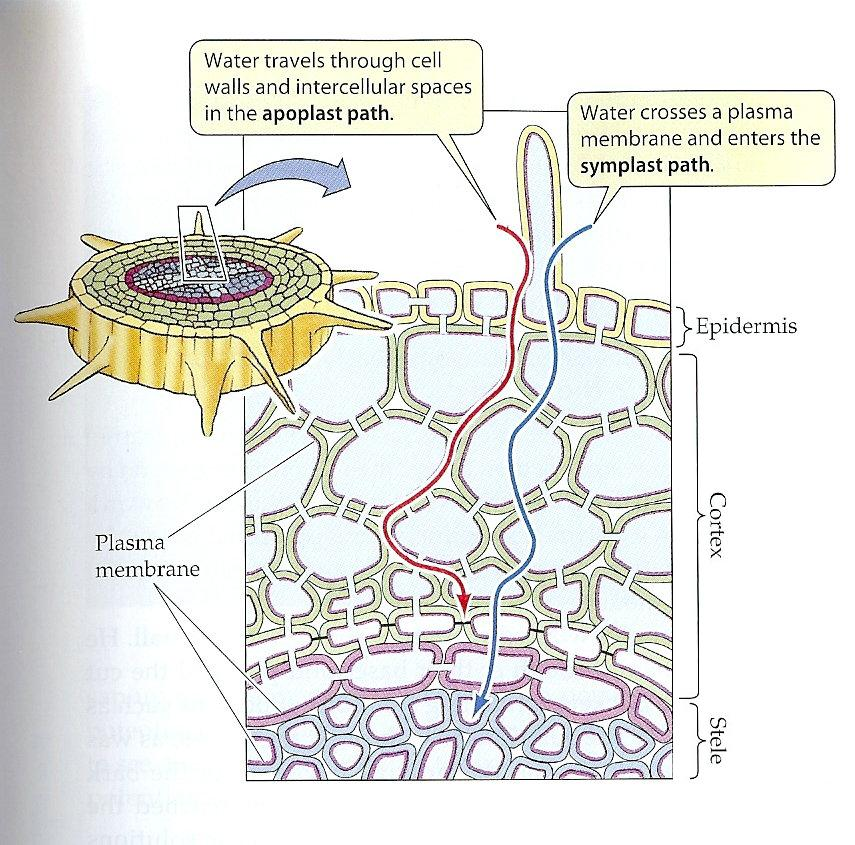 Water travels through cell
walls and intercellular spaces
in the apoplast path.
Water crosses a plasma
membrane and enters the
symplast path.
Epidermis
Cortex
Plasma
membrane
Stele